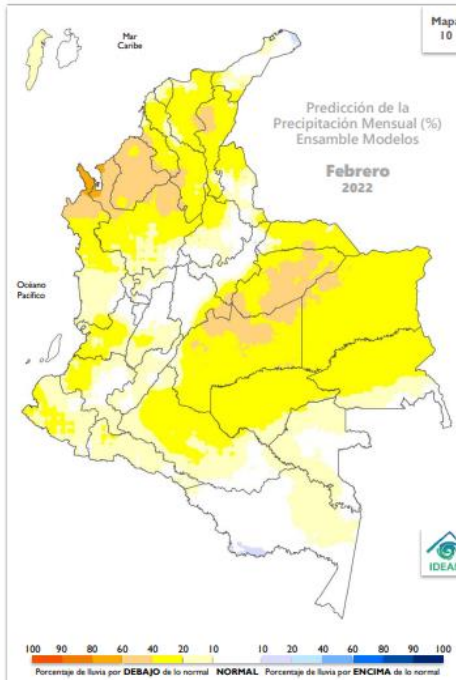 Mar
Caribe
Mapa
10
Predicción de la
Precipitación Mensual (%)
Ensamble Modelos
Febrero
2022
Océano
Pacífico
IDEAM
100 90 80 60 40 20 10 10 20 40 60 80 90 100
Porcentaje de lluvia por DEBAJO de lo normal NORMAL Porcentaje de lluvia por ENCIMA de lo normal